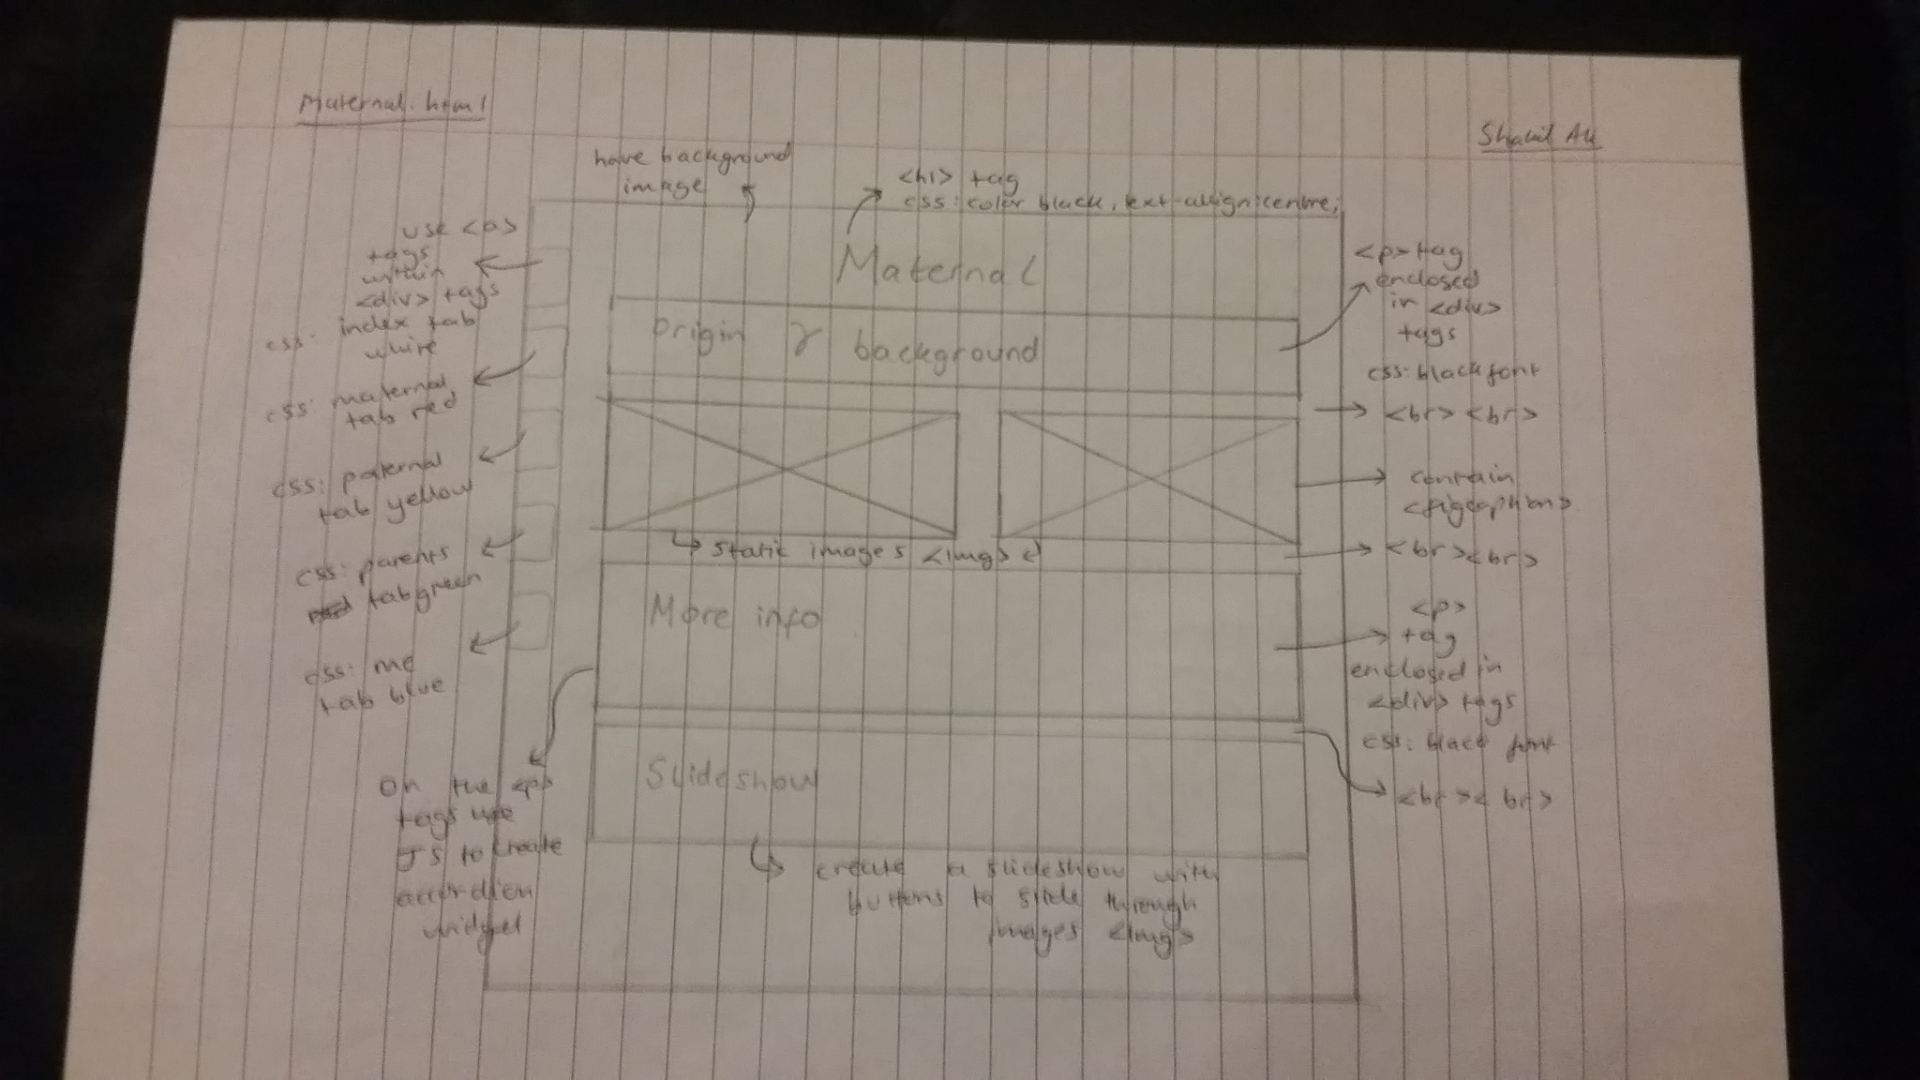 Maternal.html
Shakil Ali
have background
image
<h1> tag
css: color black, text-allign:centre;
use <a>
tags
within
<div> tags
css: index tab
white
css: maternal
tab red
css: paternal
tab yellow
css: parents
tab green
css: me
tab blue
On the <p>
tags use
JS to create
accordien
widget
Maternal
Origin & background
static images <img>
More info
Slideshow
create a slideshow with
buttons to slide through
images <img>
<p> tag
enclosed
in <div>
tags
css: black font
<br> <br>
contain
<figcaption>
<br><br>
<p>
tag
enclosed in
<div> tags
css: black font
<br><br>